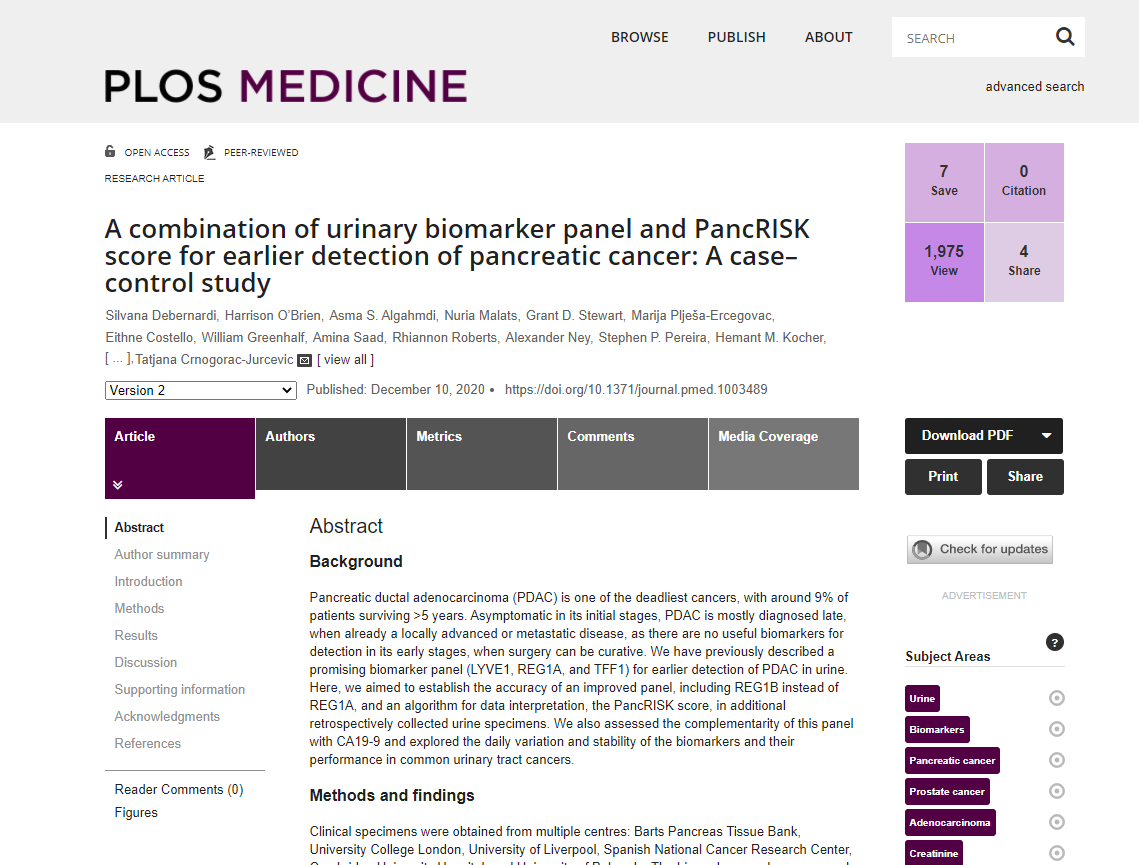 BROWSE PUBLISH ABOUT SEARCH
PLOS MEDICINE
advanced search
OPEN ACCESS PEER-REVIEWED
RESEARCH ARTICLE
A combination of urinary biomarker panel and PancRISK
score for earlier detection of pancreatic cancer: A case–
control study
Silvana Debernardi, Harrison O’Brien, Asma S. Algahmdi, Nuria Malats, Grant D. Stewart, Marija Plješa-Ercegovac,
Eithne Costello, William Greenhalf, Amina Saad, Rhiannon Roberts, Alexander Ney, Stephen P. Pereira, Hemant M. Kocher,
[ ... ], Tatjana Crnogorac-Jurcevic [ view all ]
Version 2 Published: December 10, 2020 • https://doi.org/10.1371/journal.pmed.1003489
7
Save
0
Citation
1,975
View
4
Share
Article Authors Metrics Comments Media Coverage
Abstract
Author summary
Introduction
Methods
Results
Discussion
Supporting information
Acknowledgments
References
Reader Comments (0)
Figures
Abstract
Background
Pancreatic ductal adenocarcinoma (PDAC) is one of the deadliest cancers, with around 9% of
patients surviving >5 years. Asymptomatic in its initial stages, PDAC is mostly diagnosed late,
when already a locally advanced or metastatic disease, as there are no useful biomarkers for
detection in its early stages, when surgery can be curative. We have previously described a
promising biomarker panel (LYVE1, REG1A, and TFF1) for earlier detection of PDAC in urine.
Here, we aimed to establish the accuracy of an improved panel, including REG1B instead of
REG1A, and an algorithm for data interpretation, the PancRISK score, in additional
retrospectively collected urine specimens. We also assessed the complementarity of this panel
with CA19-9 and explored the daily variation and stability of the biomarkers and their
performance in common urinary tract cancers.
Methods and findings
Clinical specimens were obtained from multiple centres: Barts Pancreas Tissue Bank,
University College London, University of Liverpool, Spanish National Cancer Research Center,
Download PDF
Print Share
Check for updates
ADVERTISEMENT
?
Subject Areas
Urine
Biomarkers
Pancreatic cancer
Prostate cancer
Adenocarcinoma
Creatinine